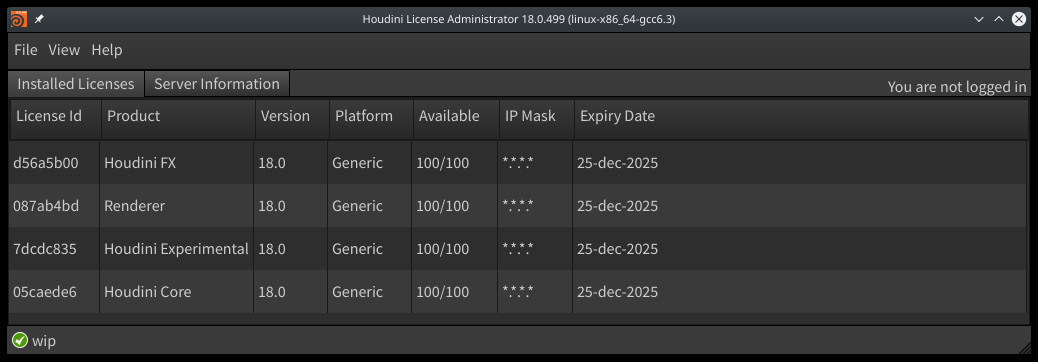 Houdini License Administrator 18.0.499 (linux-x86_64-gcc6.3)
File View Help
Installed Licenses Server Information You are not logged in
License Id Product Version Platform Available IP Mask Expiry Date
d56a5b00 Houdini FX 18.0 Generic 100/100 *.*.*.* 25-dec-2025
087ab4bd Renderer 18.0 Generic 100/100 *.*.*.* 25-dec-2025
7dcdc835 Houdini Experimental 18.0 Generic 100/100 *.*.*.* 25-dec-2025
05caede6 Houdini Core 18.0 Generic 100/100 *.*.*.* 25-dec-2025
wip